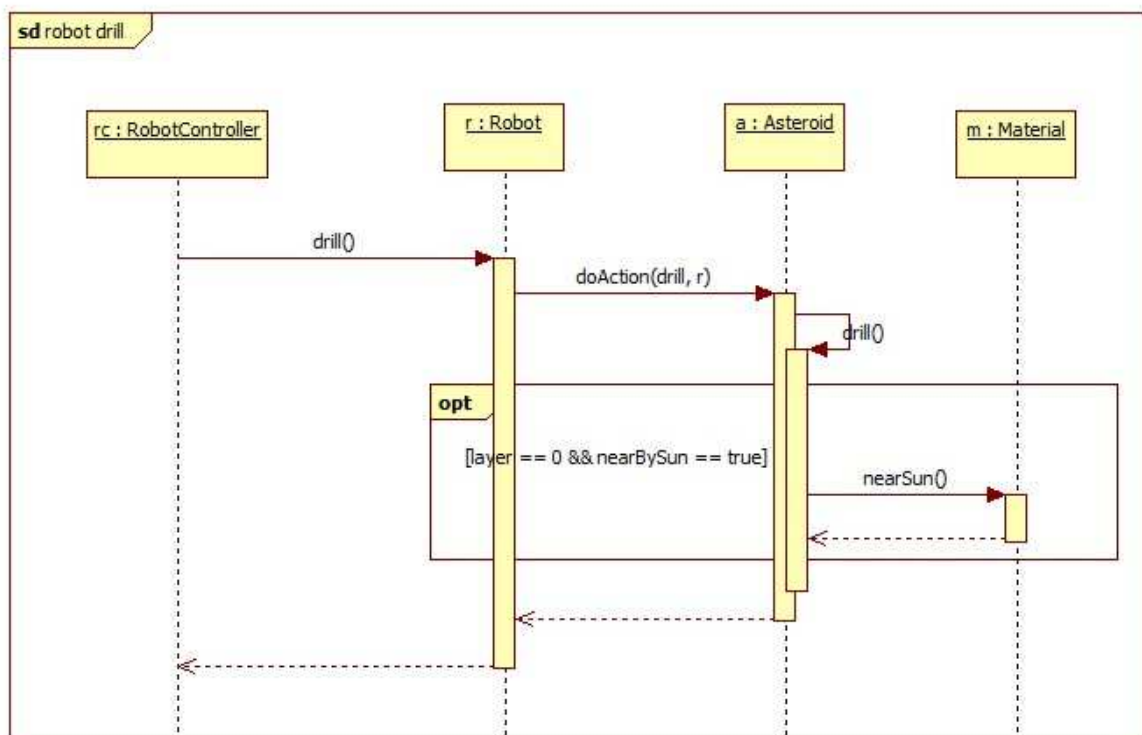 sd robot drill
rc : RobotController
r : Robot
a : Asteroid
m : Material
drill()
doAction(drill, r)
drill()
opt
[layer == 0 && nearBySun == true]
nearSun()